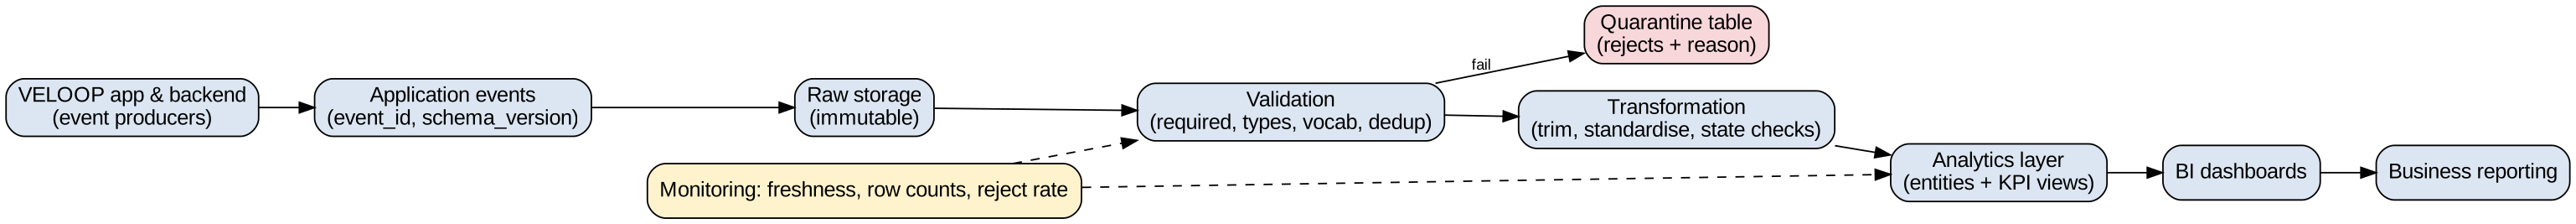 VELOOP app & backend
(event producers)
Application events
(event_id, schema_version)
Raw storage
(immutable)
Monitoring: freshness, row counts, reject rate
Validation
(required, types, vocab, dedup)
fail
Quarantine table
(rejects + reason)
Transformation
(trim, standardise, state checks)
Analytics layer
(entities + KPI views)
BI dashboards
Business reporting